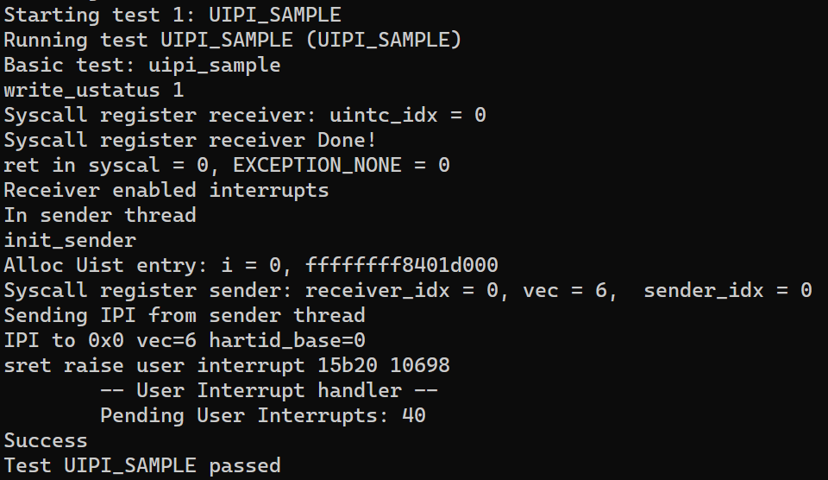 Starting test 1: UIPI_SAMPLE
Running test UIPI_SAMPLE (UIPI_SAMPLE)
Basic test: uipi_sample
write_ustatus 1
Syscall register receiver: uintc_idx = 0
Syscall register receiver Done!
ret in syscal = 0, EXCEPTION_NONE = 0
Receiver enabled interrupts
In sender thread
init_sender
Alloc Uist entry: i = 0, ffffffff8401d000
Syscall register sender: receiver_idx = 0, vec = 6,  sender_idx = 0
Sending IPI from sender thread
IPI to 0x0 vec=6 hartid_base=0
sret raise user interrupt 15b20 10698
        -- User Interrupt handler --
        Pending User Interrupts: 40
Success
Test UIPI_SAMPLE passed